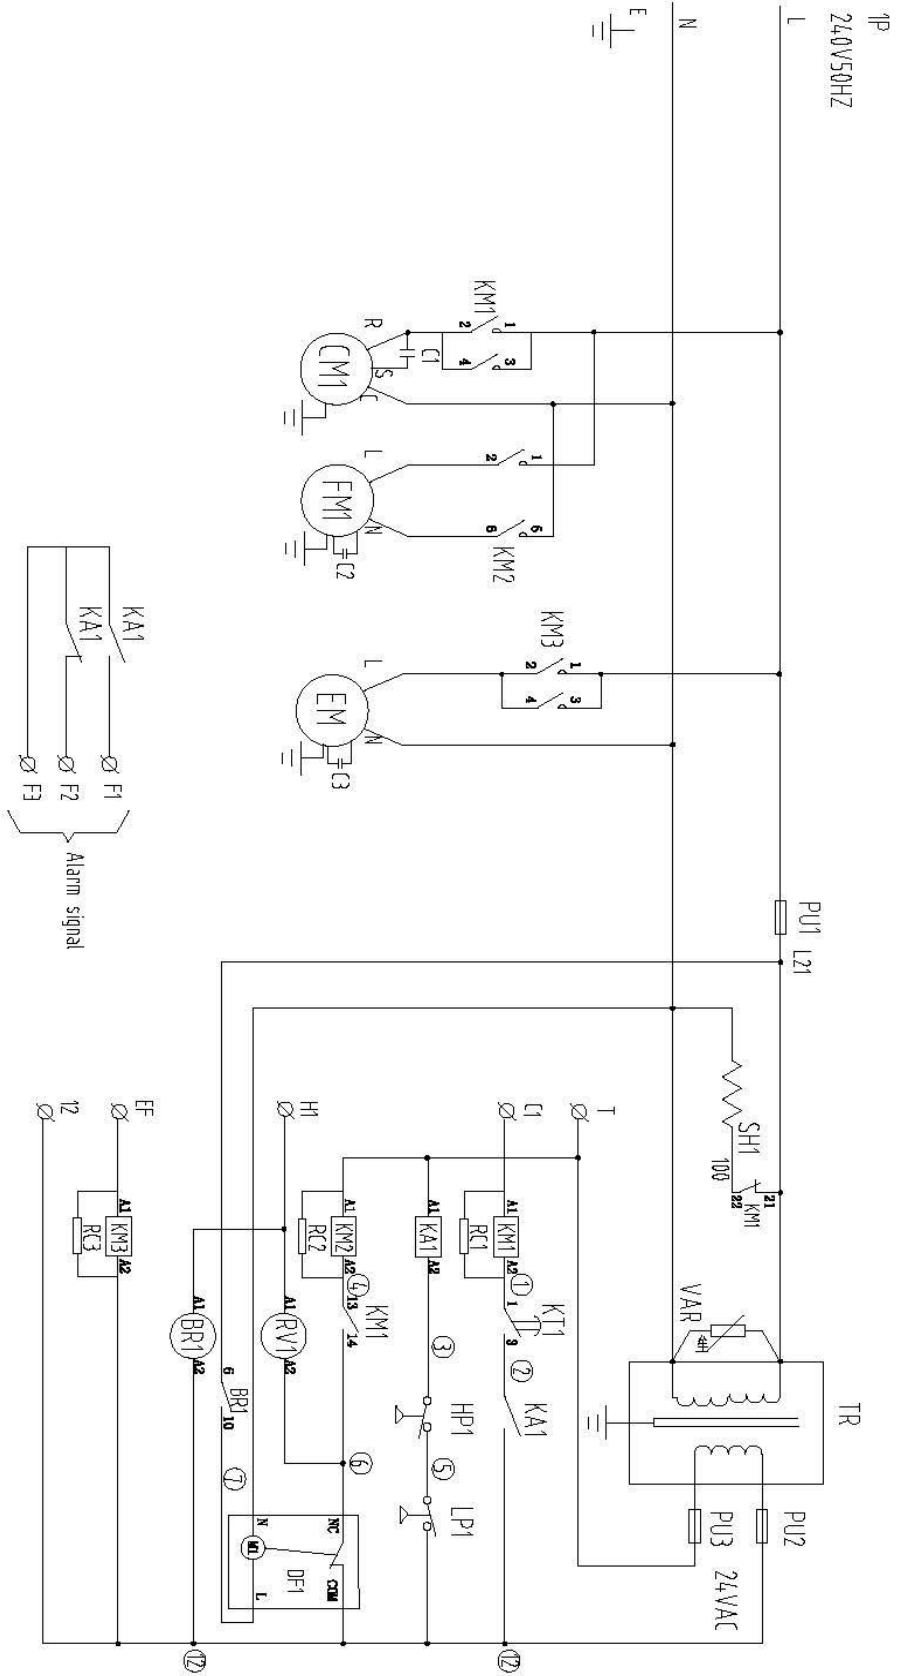 1P
240V50HZ
L
N
E
KM1
1
2
3
4
R
C1
S
C
CM1
L
1
2
FM1
N
5
6
KM2
C2
KM3
1
2
3
4
L
EM
N
C3
KA1
KA1
F1
F2
F3
Alarm signal
PU1
L21
SH1
100
21
22
KM1
VAR
TR
PU2
PU3
24VAC
T
C1
H1
EF
12
A1
KM1
A2
RC1
1
1
KT1
3
2
KA1
A1
KA1
A2
3
HP1
5
LP1
A1
KM2
A2
RC2
4
13
14
KM1
6
A1
RV1
A2
A1
BR1
A2
6
BR1
10
7
N
NC
M1
DF1
L
COM
A1
KM3
A2
RC3
12
12